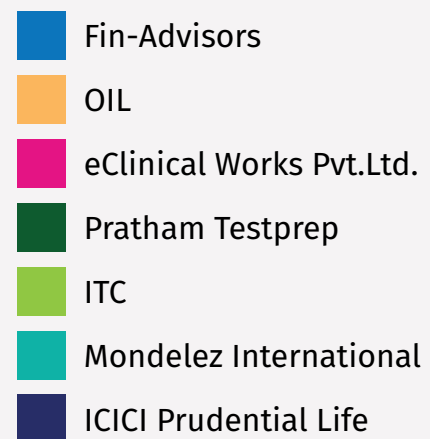 Fin-Advisors
OIL
eClinical Works Pvt.Ltd.
Pratham Testprep
ITC
Mondelez International
ICICI Prudential Life